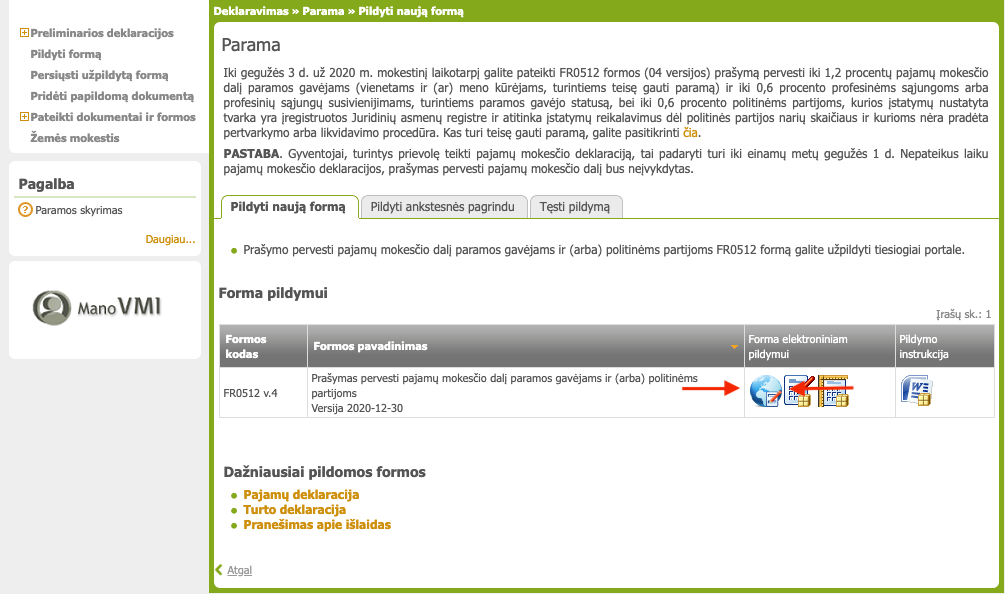 Preliminarios deklaracijos
Pildyti formą
Persiųsti užpildytą formą
Pridėti papildomą dokumentą
Pateikti dokumentai ir formos
Žemės mokestis
Pagalba
Paramos skyrimas
Daugiau...
Mano VMI
Deklaravimas » Parama » Pildyti naują formą
Parama
Iki gegužės 3 d. už 2020 m. mokestinį laikotarpį galite pateikti FR0512 formos (04 versijos) prašymą pervesti iki 1,2 procentų pajamų mokesčio
dalį paramos gavėjams (vienetams ir (ar) meno kūrėjams, turintiems teisę gauti paramą) ir iki 0,6 procento profesinėms sąjungoms arba
profesinių sąjungų susivienijimams, turintiems paramos gavėjo statusą, bei iki 0,6 procento politinėms partijoms, kurios įstatymų nustatyta
tvarka yra įregistruotos Juridinių asmenų registre ir atitinka įstatymų reikalavimus dėl politinės partijos narių skaičiaus ir kurioms nėra pradėta
pertvarkymo arba likvidavimo procedūra. Kas turi teisę gauti paramą, galite pasitikrinti čia.
PASTABA. Gyventojai, turintys prievolę teikti pajamų mokesčio deklaraciją, tai padaryti turi iki einamų metų gegužės 1 d. Nepateikus laiku
pajamų mokesčio deklaracijos, prašymas pervesti pajamų mokesčio dalį bus neįvykdytas.
Pildyti naują formą
Pildyti ankstesnės pagrindu
Tęsti pildymą
Prašymo pervesti pajamų mokesčio dalį paramos gavėjams ir (arba) politinėms partijoms FR0512 formą galite užpildyti tiesiogiai portale.
Forma pildymui
Įrašų sk.: 1
Formos
kodas
Formos pavadinimas
Forma elektroniniam
pildymui
Pildymo
instrukcija
FR0512 v.4
Prašymas pervesti pajamų mokesčio dalį paramos gavėjams ir (arba) politinėms
partijoms
Versija 2020-12-30
Dažniausiai pildomos formos
Pajamų deklaracija
Turto deklaracija
Pranešimas apie išlaidas
Atgal